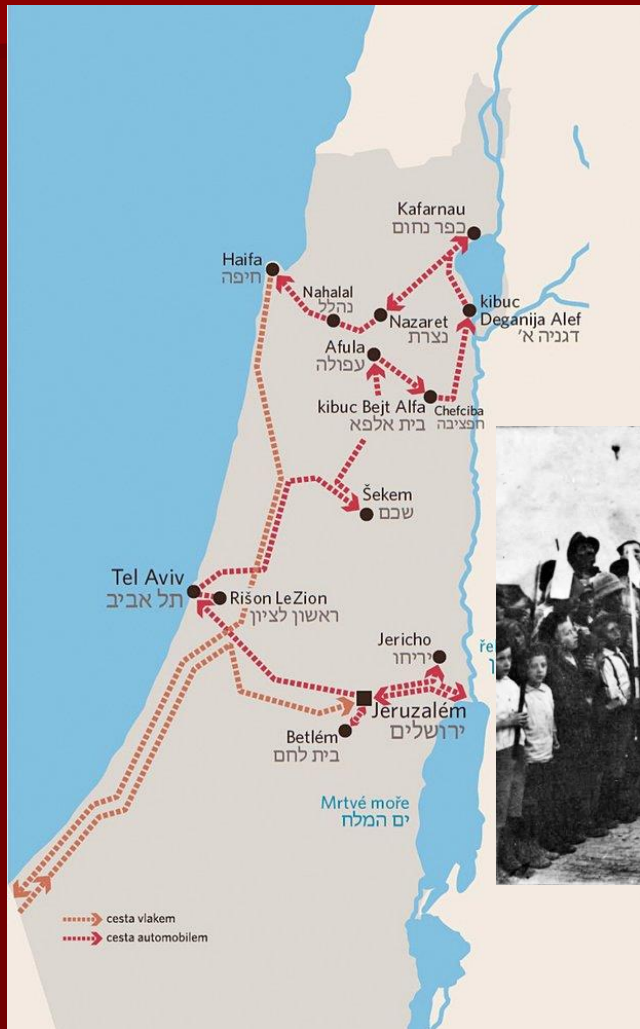 Kafarnau
כפר נחום
Haifa
חיפה
Nahalal
נהלל
Nazaret
נצרת
kibuc
Deganija Alef
דגניה א'
Afula
עפולה
kibuc Bejt Alfa
בית אלפא
Chefciba
חפציבה
Šekem
שכם
Tel Aviv
תל אביב
Rišon LeZion
ראשון לציון
Jericho
יריחו
Jeruzalém
ירושלים
Betlém
בית לחם
Mrtvé moře
ים המלח
cesta vlakem
cesta automobilem